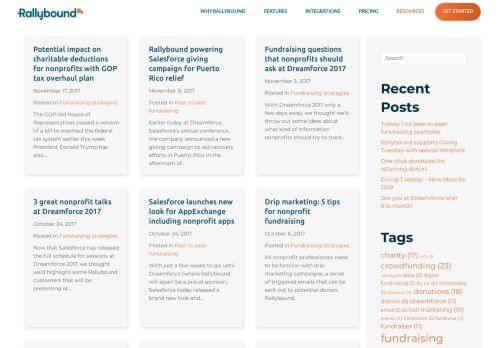 Rallybound
WHY RALLYBOUND
FEATURES
INTEGRATIONS
PRICING
RESOURCES
GET STARTED
Potential impact on
charitable deductions
for nonprofits with GOP
tax overhaul plan
November 17, 2017
Posted in Fundraising strategies
The GOP-led House of
Representatives passed a version
of a bill to overhaul the federal
tax system earlier this week.
President Donald Trump has
also...
Rallybound powering
Salesforce giving
campaign for Puerto
Rico relief
November 8, 2017
Posted in Peer to peer
fundraising
Earlier today at Dreamforce,
Salesforce's annual conference,
the company announced a new
giving campaign to aid recovery
efforts in Puerto Rico in the
aftermath of...
Fundraising questions
that nonprofits should
ask at Dreamforce 2017
November 3, 2017
Posted in Fundraising strategies
With Dreamforce 2017 only a
few days away, we thought we'd
throw out some ideas about
what kind of information
nonprofits should try to track...
3 great nonprofit talks
at Dreamforce 2017
October 24, 2017
Posted in Fundraising strategies
Now that Salesforce has released
the full schedule for sessions at
Dreamforce 2017, we thought
we'd highlight some Rallybound
customers that will be
presenting at...
Salesforce launches new
look for AppExchange
including nonprofit apps
October 24, 2017
Posted in Peer to peer
fundraising
With just a few weeks to go until
Dreamforce (where Rallybound
will again be a proud sponsor),
Salesforce today released a
brand new look and...
Drip marketing: 5 tips
for nonprofit
fundraising
October 6, 2017
Posted in Fundraising strategies
All nonprofit professionals need
to be familiar with drip
marketing campaigns, a series
of triggered emails that can be
sent out to potential donors.
Rallybound...
Search
Recent
Posts
Turkey Trot peer to peer
fundraising examples
Rallybound supports Giving
Tuesday with special template
One-click donations for
returning donors
Giving Tuesday – New ideas for
2019
See you at Dreamforce later
this month!
Tags
charity (17)
crowdfunding (23)
data (5) digital
fundraising (5) diy fundraising
(5) donations (18)
donors (8) dreamforce (11)
email (5) email marketing (10)
events (4) Facebook (5) fundraise (4)
fundraiser (11)
fundraising